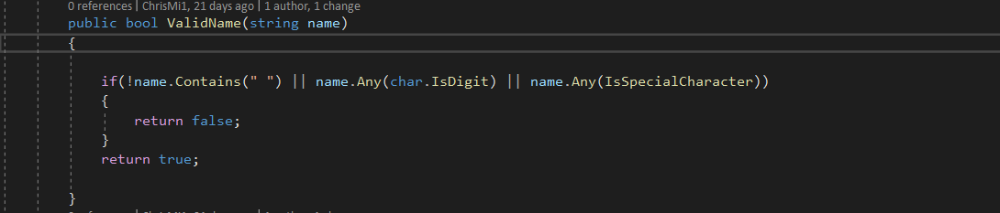 0 references | ChrisMi1, 21 days ago | 1 author, 1 change
public bool ValidName(string name)
{
if(!name.Contains(" ") || name.Any(char.IsDigit) || name.Any(IsSpecialCharacter))
{
return false;
}
return true;
}